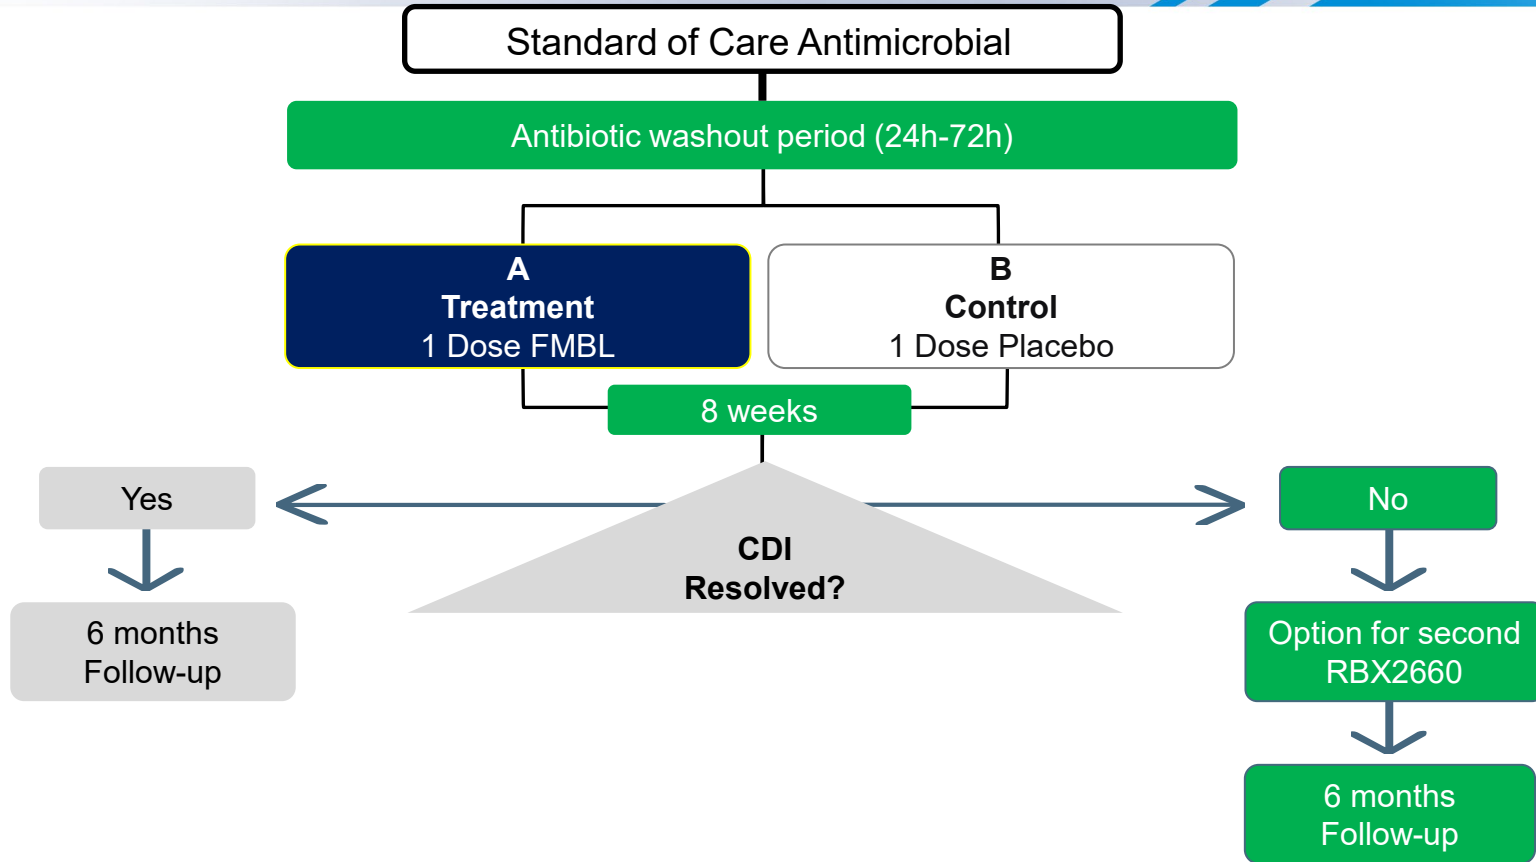 Standard of Care Antimicrobial
Antibiotic washout period (24h-72h)
A
Treatment
1 Dose FMBL
B
Control
1 Dose Placebo
8 weeks
Yes
No
CDI
Resolved?
6 months
Follow-up
Option for second
RBX2660
6 months
Follow-up